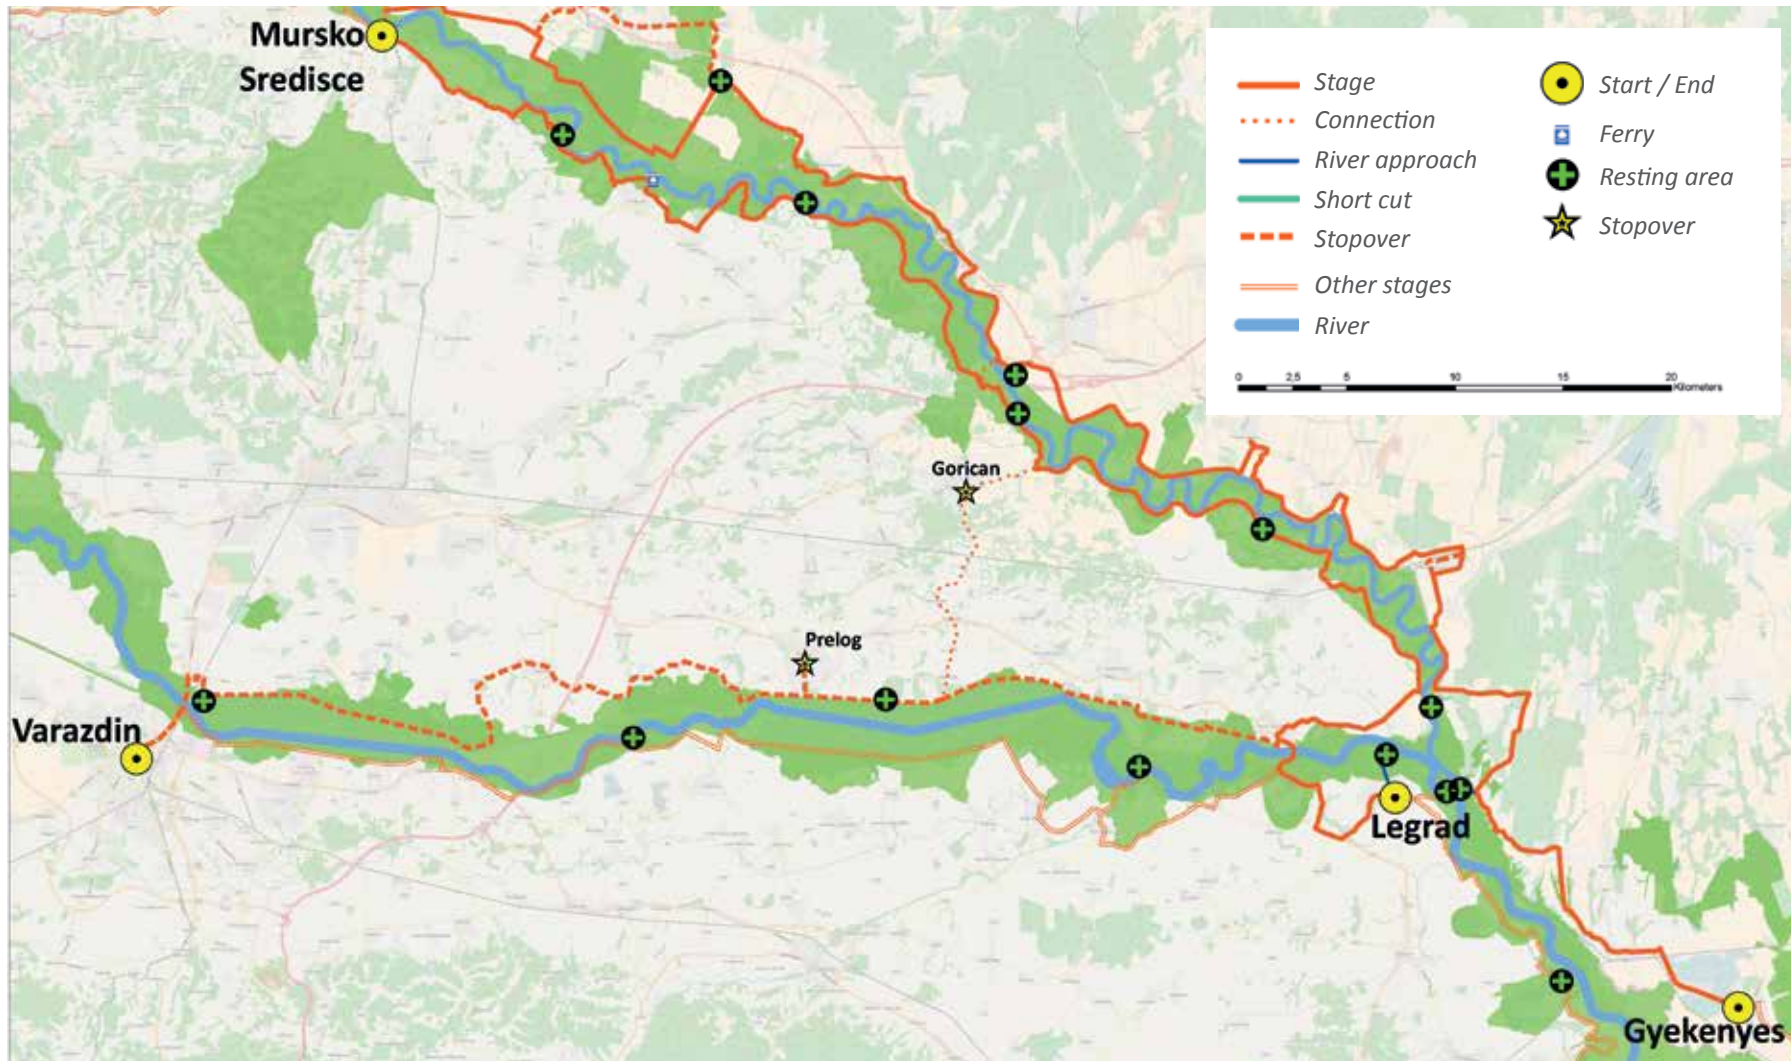 Mursko
Sredisce
Stage
Connection
River approach
Short cut
Stopover
Other stages
River
Start / End
Ferry
Resting area
Stopover
0 2,5 5 10 15 20
Kilometers
Gorican
Prelog
Varazdin
Legrad
Gyekenyes